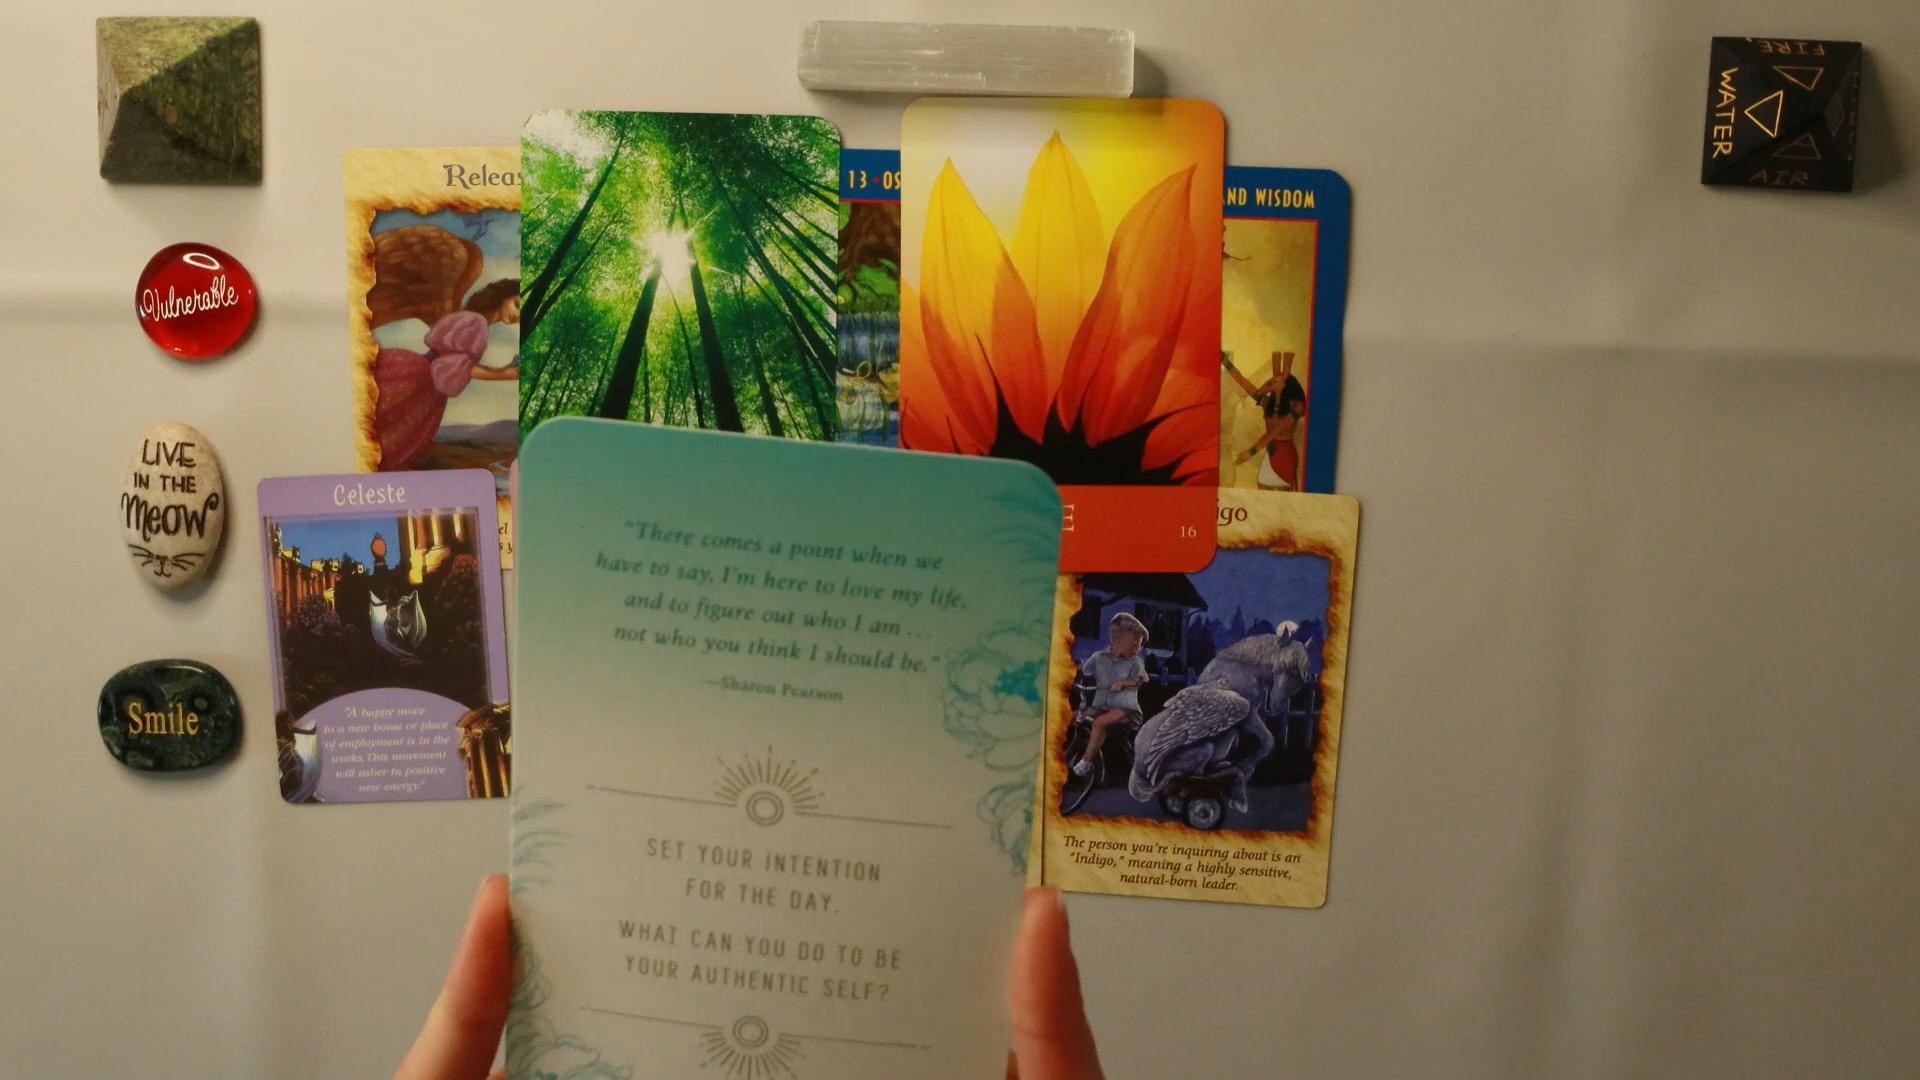 FIRE
WATER
AIR
EARTH
Releas
13 • OS
ND WISDOM
Vulnerable
LIVE
IN THE
Meow
Smile
Celeste
"A happy move
to a new home or place
of employment is in the
works. This movement
will usher in positive
new energy."
"There comes a point when we
have to say, I'm here to love my life,
and to figure out who I am ...
not who you think I should be."
—Sharon Pearson
SET YOUR INTENTION
FOR THE DAY.
WHAT CAN YOU DO TO BE
YOUR AUTHENTIC SELF?
E
16
igo
The person you're inquiring about is an
"Indigo," meaning a highly sensitive,
natural-born leader.